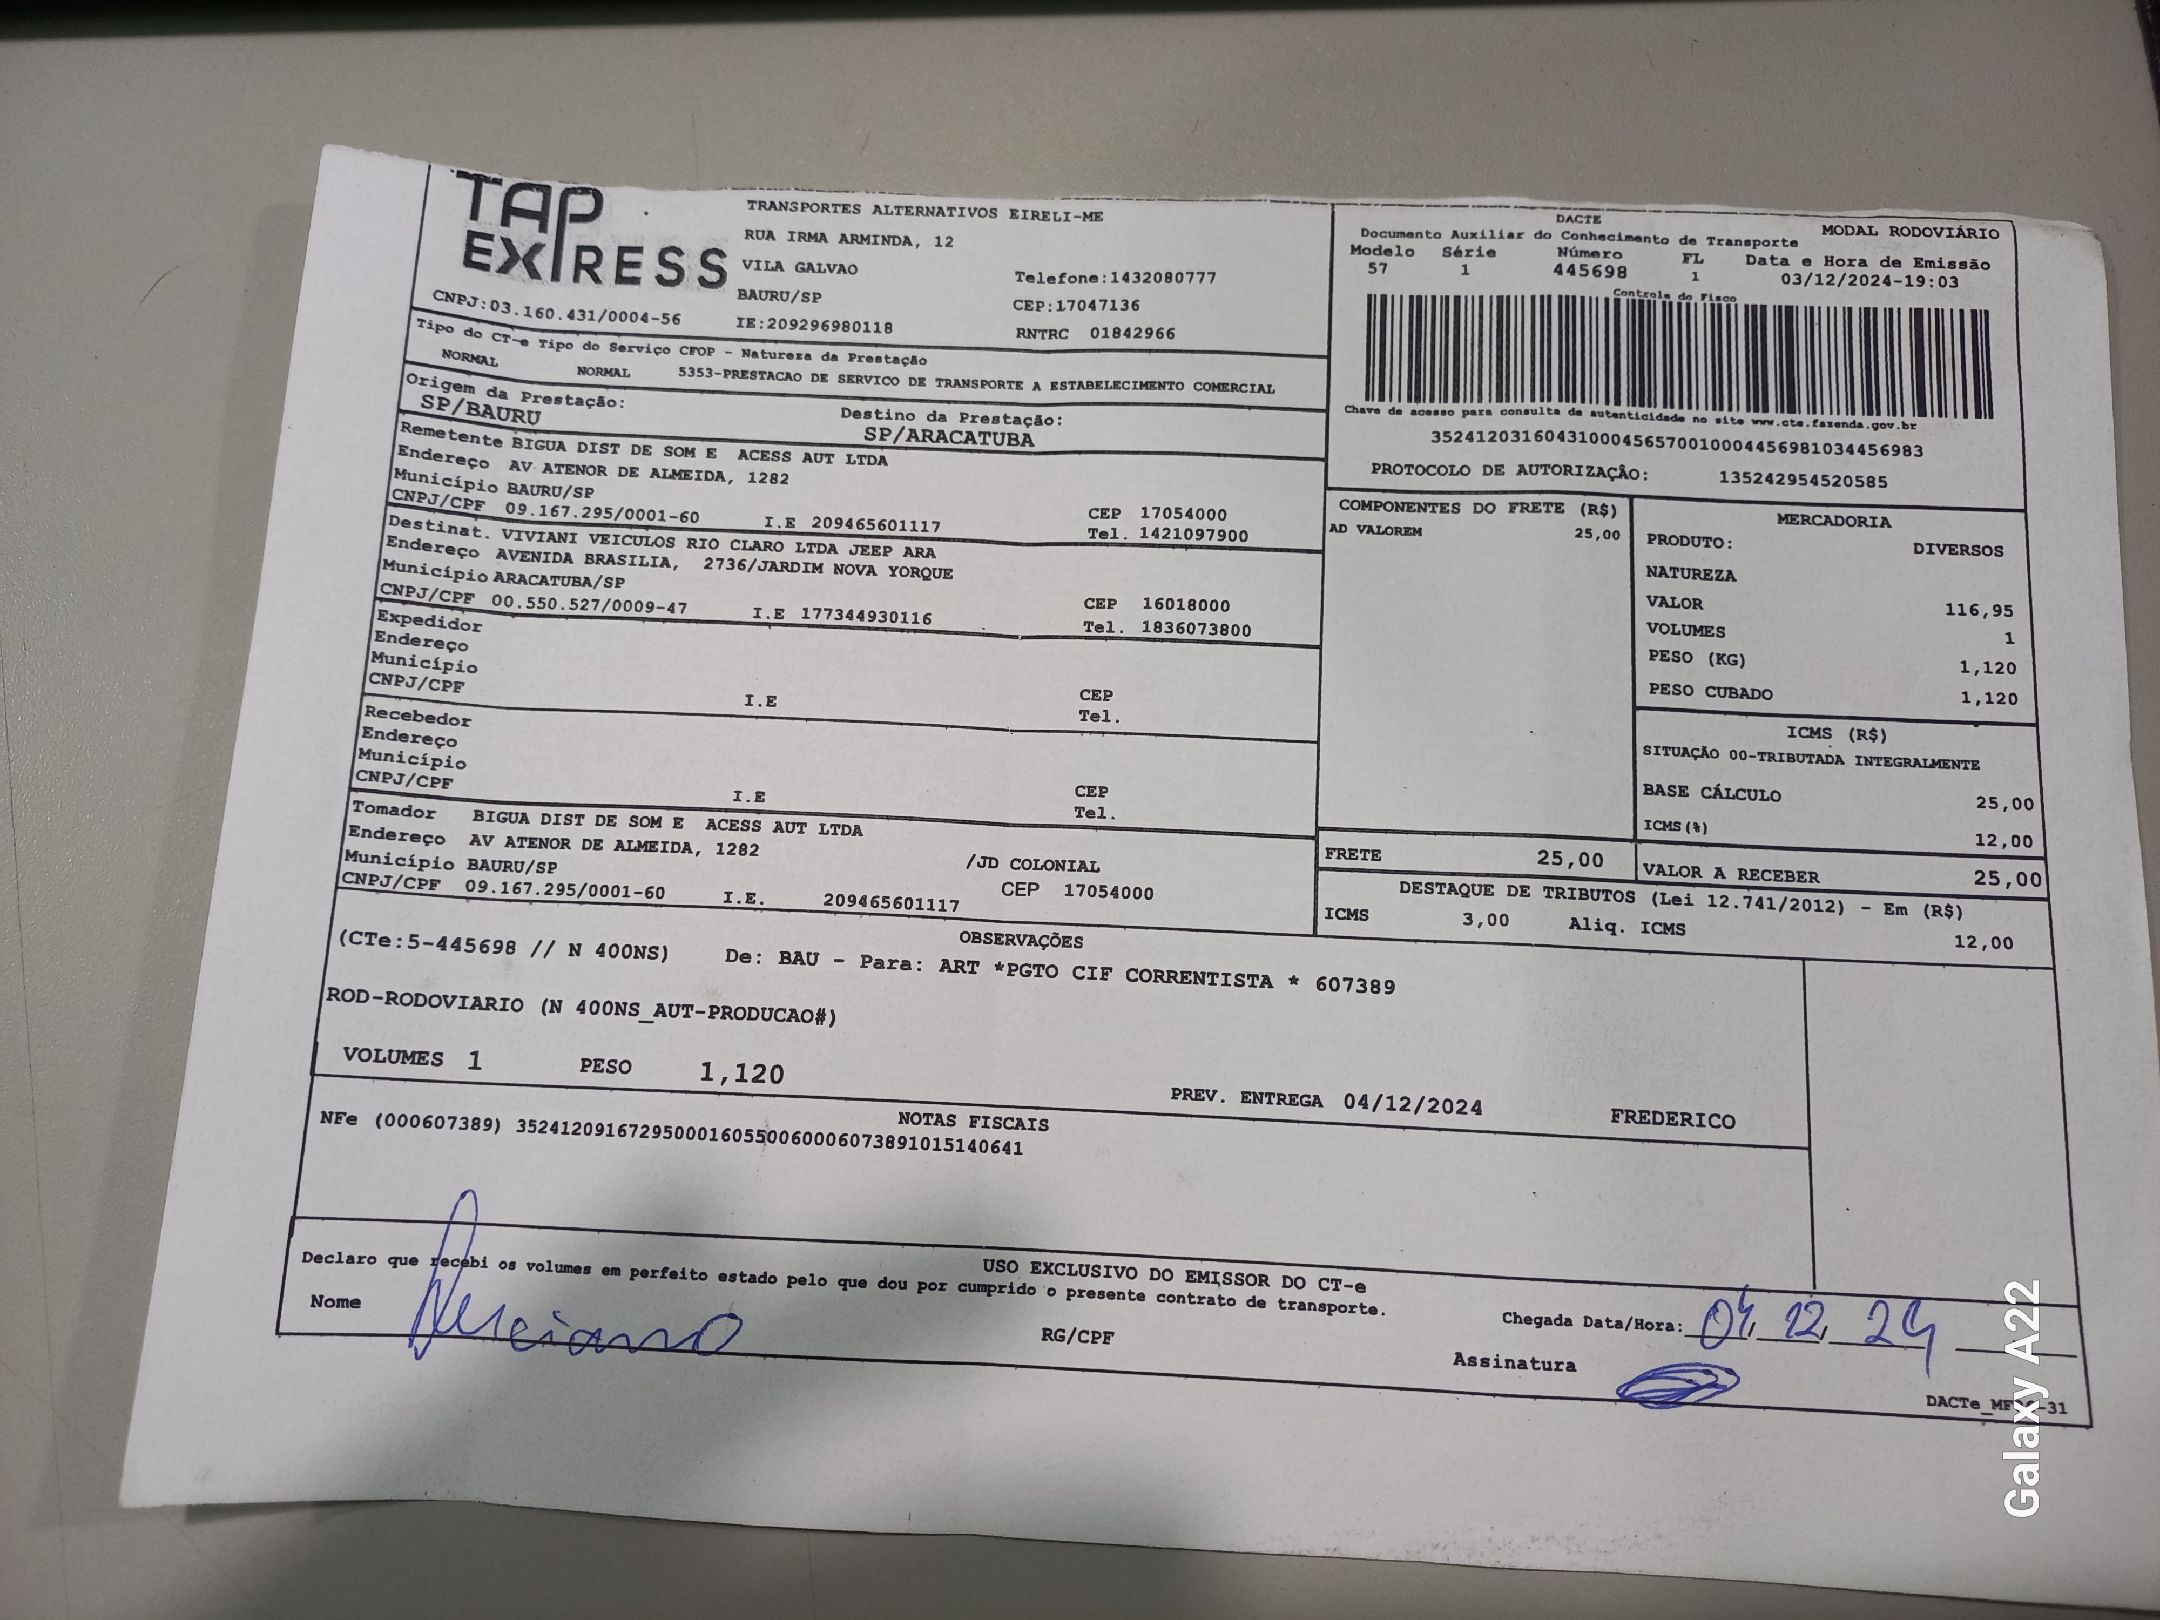 TAP EXPRESS
CNPJ:03.160.431/0004-56
TRANSPORTES ALTERNATIVOS EIRELI-ME
RUA IRMA ARMINDA, 12
VILA GALVAO
BAURU/SP
IE:209296980118
Telefone:1432080777
CEP:17047136
RNTRC 01842966
DACTE
MODAL RODOVIÁRIO
Documento Auxiliar do Conhecimento de Transporte
Modelo Série Número FL Data e Hora de Emissão
57 1 445698 1 03/12/2024-19:03
Controle do Fisco
Chave de acesso para consulta de autenticidade no site www.cte.fazenda.gov.br
35241203160431000456570010004456981034456983
PROTOCOLO DE AUTORIZAÇÃO: 135242954520585
Tipo do CT-e Tipo do Serviço CFOP - Natureza da Prestação
NORMAL NORMAL 5353-PRESTACAO DE SERVICO DE TRANSPORTE A ESTABELECIMENTO COMERCIAL
Origem da Prestação: Destino da Prestação:
SP/BAURU SP/ARACATUBA
Remetente BIGUA DIST DE SOM E ACESS AUT LTDA
Endereço AV ATENOR DE ALMEIDA, 1282
Município BAURU/SP CEP 17054000
CNPJ/CPF 09.167.295/0001-60 I.E 209465601117 Tel. 1421097900
Destinat. VIVIANI VEICULOS RIO CLARO LTDA JEEP ARA
Endereço AVENIDA BRASILIA, 2736/JARDIM NOVA YORQUE
Município ARACATUBA/SP CEP 16018000
CNPJ/CPF 00.550.527/0009-47 I.E 177344930116 Tel. 1836073800
Expedidor
Endereço
Município CEP
CNPJ/CPF I.E Tel.
Recebedor
Endereço
Município CEP
CNPJ/CPF I.E Tel.
Tomador BIGUA DIST DE SOM E ACESS AUT LTDA
Endereço AV ATENOR DE ALMEIDA, 1282 /JD COLONIAL
Município BAURU/SP CEP 17054000
CNPJ/CPF 09.167.295/0001-60 I.E. 209465601117
COMPONENTES DO FRETE (R$)
AD VALOREM 25,00
MERCADORIA
PRODUTO: DIVERSOS
NATUREZA
VALOR 116,95
VOLUMES 1
PESO (KG) 1,120
PESO CUBADO 1,120
ICMS (R$)
SITUAÇÃO 00-TRIBUTADA INTEGRALMENTE
BASE CÁLCULO 25,00
ICMS(%) 12,00
FRETE 25,00 VALOR A RECEBER 25,00
DESTAQUE DE TRIBUTOS (Lei 12.741/2012) - Em (R$)
ICMS 3,00 Aliq. ICMS 12,00
OBSERVAÇÕES
(CTe:5-445698 // N 400NS) De: BAU - Para: ART *PGTO CIF CORRENTISTA * 607389
ROD-RODOVIARIO (N 400NS_AUT-PRODUCAO#)
VOLUMES 1 PESO 1,120 PREV. ENTREGA 04/12/2024 FREDERICO
NOTAS FISCAIS
NFe (000607389) 35241209167295000160550060006073891015140641
USO EXCLUSIVO DO EMISSOR DO CT-e
Declaro que recebi os volumes em perfeito estado pelo que dou por cumprido o presente contrato de transporte.
Nome RG/CPF Chegada Data/Hora: 04, 12, 24
Assinatura
Galaxy A22